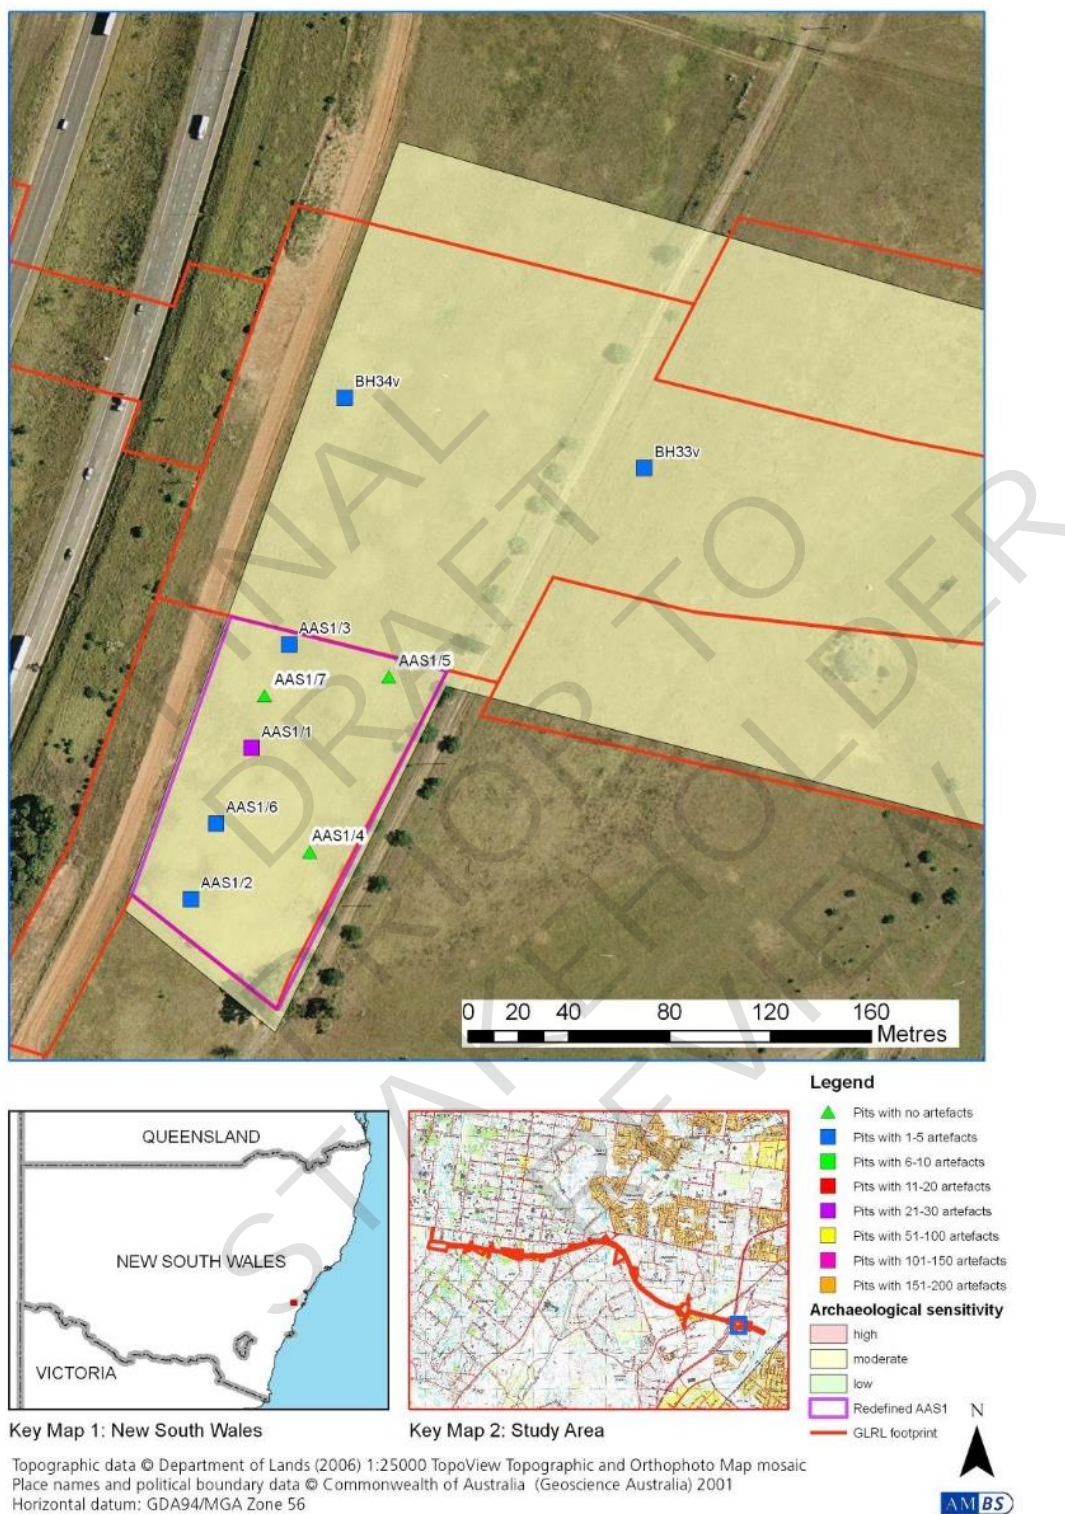 BH34v
BH33v
AAS1/3
AAS1/5
AAS1/7
AAS1/1
AAS1/6
AAS1/4
AAS1/2
FINAL
DRAFT
PRIOR TO
STAKEHOLDER
REVIEW
0 20 40 80 120 160
Metres
Legend
Pits with no artefacts
Pits with 1-5 artefacts
Pits with 6-10 artefacts
Pits with 11-20 artefacts
Pits with 21-30 artefacts
Pits with 51-100 artefacts
Pits with 101-150 artefacts
Pits with 151-200 artefacts
Archaeological sensitivity
high
moderate
low
Redefined AAS1
GLRL footprint
N
QUEENSLAND
NEW SOUTH WALES
VICTORIA
Key Map 1: New South Wales
Key Map 2: Study Area
Topographic data © Department of Lands (2006) 1:25000 TopoView Topographic and Orthophoto Map mosaic
Place names and political boundary data © Commonwealth of Australia (Geoscience Australia) 2001
Horizontal datum: GDA94/MGA Zone 56
AMBS